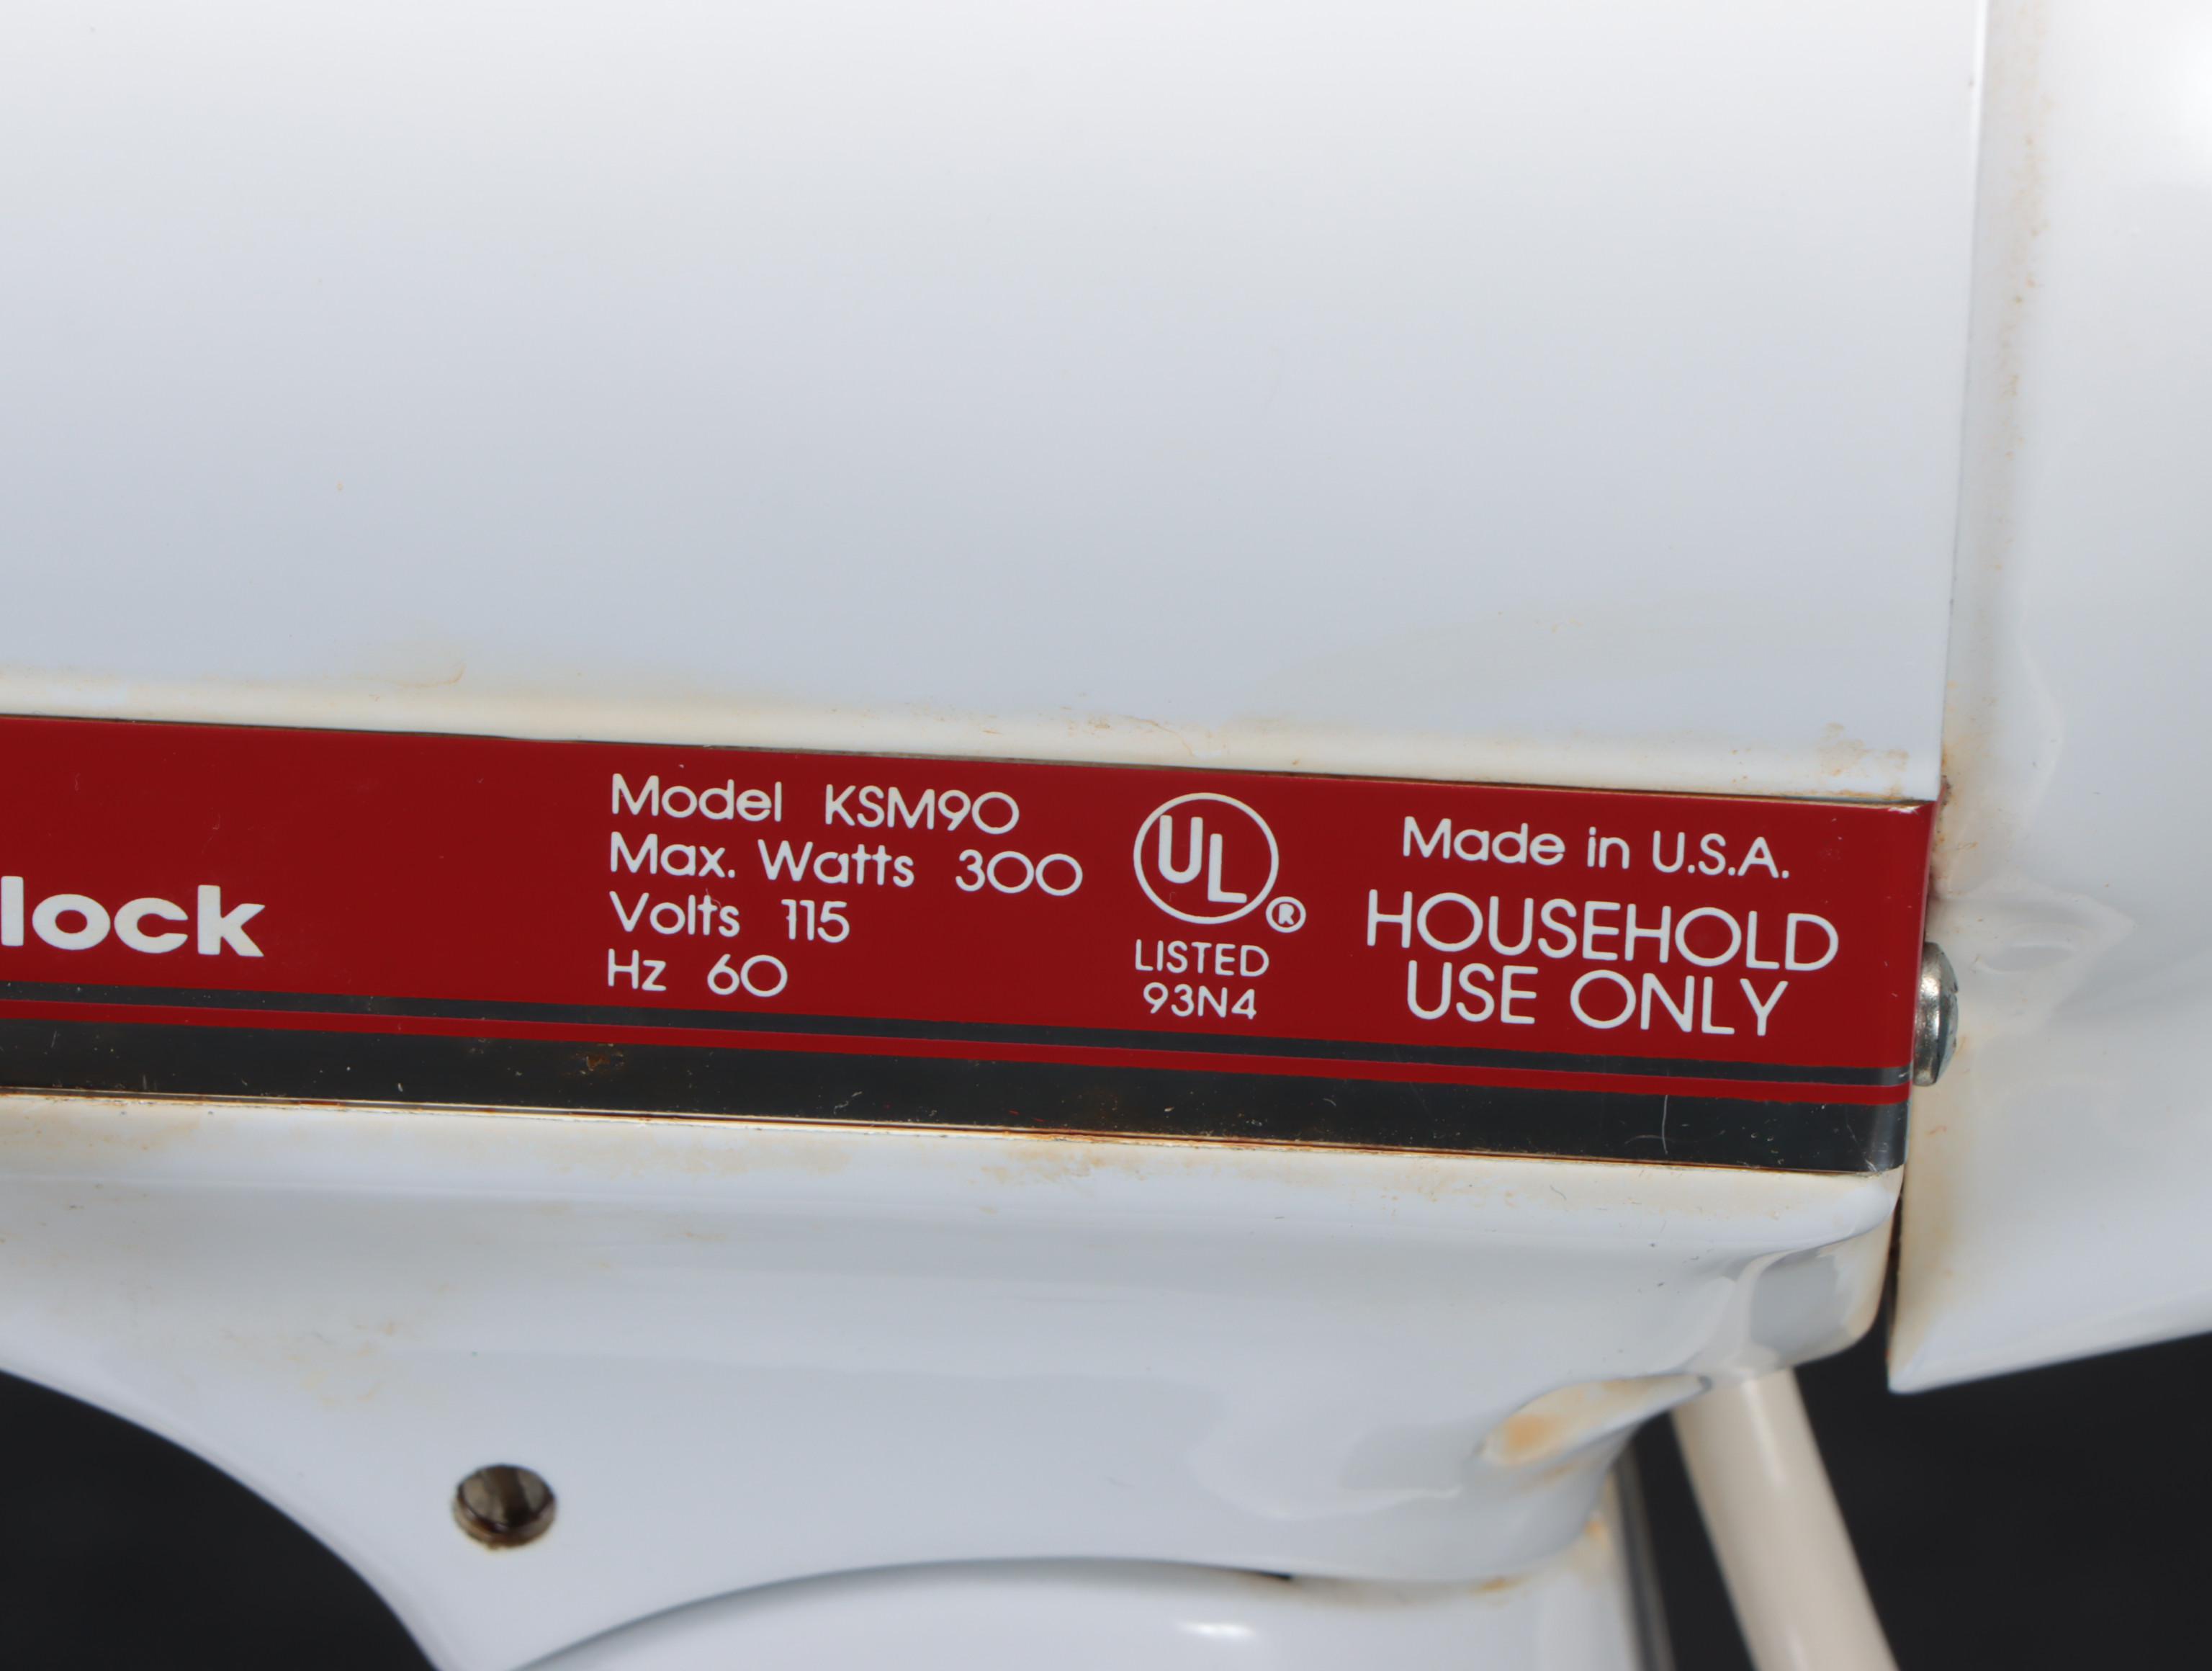 lock
Model KSM90
Max. Watts 300
Volts 115
Hz 60
UL®
LISTED
93N4
Made in U.S.A.
HOUSEHOLD
USE ONLY